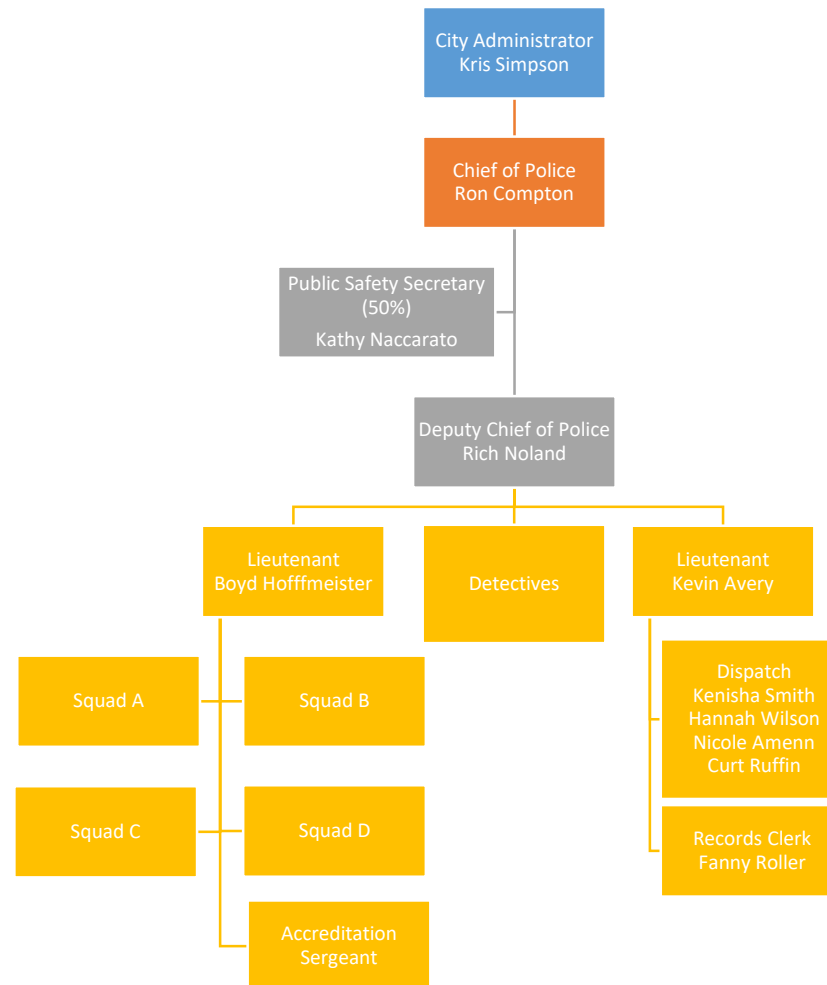 City Administrator
Kris Simpson
Chief of Police
Ron Compton
Public Safety Secretary
(50%)
Kathy Naccarato
Deputy Chief of Police
Rich Noland
Lieutenant
Boyd Hofffmeister
Detectives
Lieutenant
Kevin Avery
Squad A
Squad B
Dispatch
Kenisha Smith
Hannah Wilson
Nicole Amenn
Curt Ruffin
Squad C
Squad D
Records Clerk
Fanny Roller
Accreditation
Sergeant